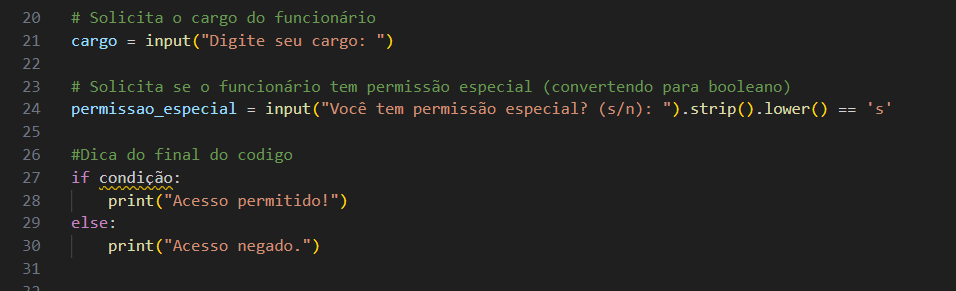 20 # Solicita o cargo do funcionário
21 cargo = input("Digite seu cargo: ")
22
23 # Solicita se o funcionário tem permissão especial (convertendo para booleano)
24 permissao_especial = input("Você tem permissão especial? (s/n): ").strip().lower() == 's'
25
26 #Dica do final do codigo
27 if condição:
28     print("Acesso permitido!")
29 else:
30     print("Acesso negado.")
31